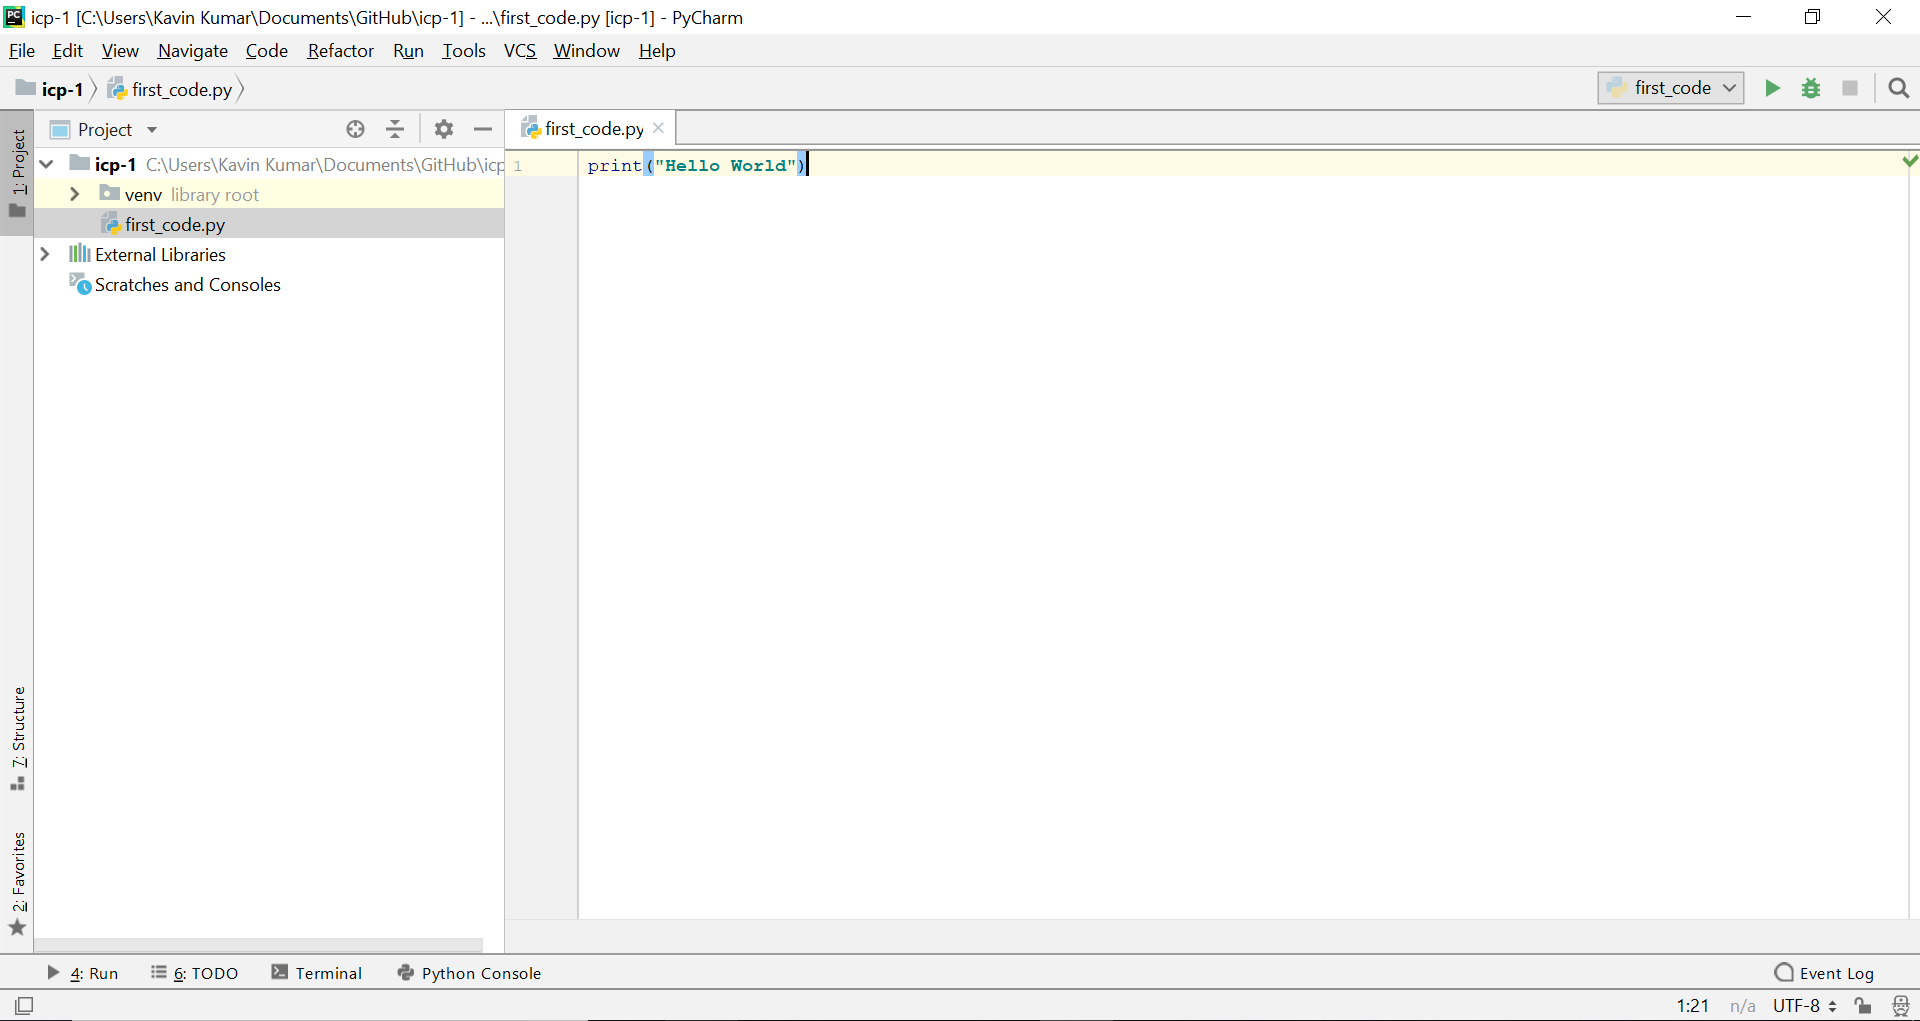 icp-1 [C:\Users\Kavin Kumar\Documents\GitHub\icp-1] - ...\first_code.py [icp-1] - PyCharm
File Edit View Navigate Code Refactor Run Tools VCS Window Help
icp-1 first_code.py first_code
1: Project
Project
first_code.py
icp-1 C:\Users\Kavin Kumar\Documents\GitHub\icp
venv library root
first_code.py
External Libraries
Scratches and Consoles
1 print("Hello World")
7: Structure
2: Favorites
4: Run 6: TODO Terminal Python Console Event Log
1:21 n/a UTF-8